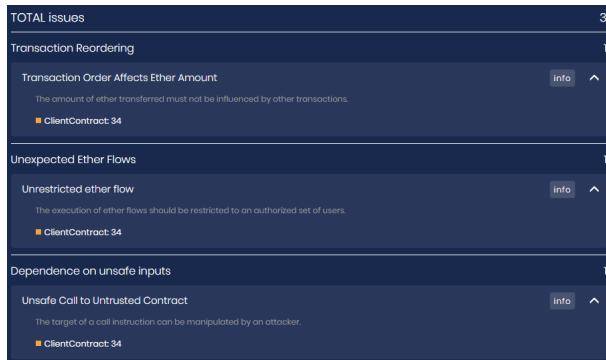 TOTAL issues 3
Transaction Reordering 1
Transaction Order Affects Ether Amount info
The amount of ether transferred must not be influenced by other transactions.
ClientContract: 34
Unexpected Ether Flows 1
Unrestricted ether flow info
The execution of ether flows should be restricted to an authorized set of users.
ClientContract: 34
Dependence on unsafe inputs 1
Unsafe Call to Untrusted Contract info
The target of a call instruction can be manipulated by an attacker.
ClientContract: 34